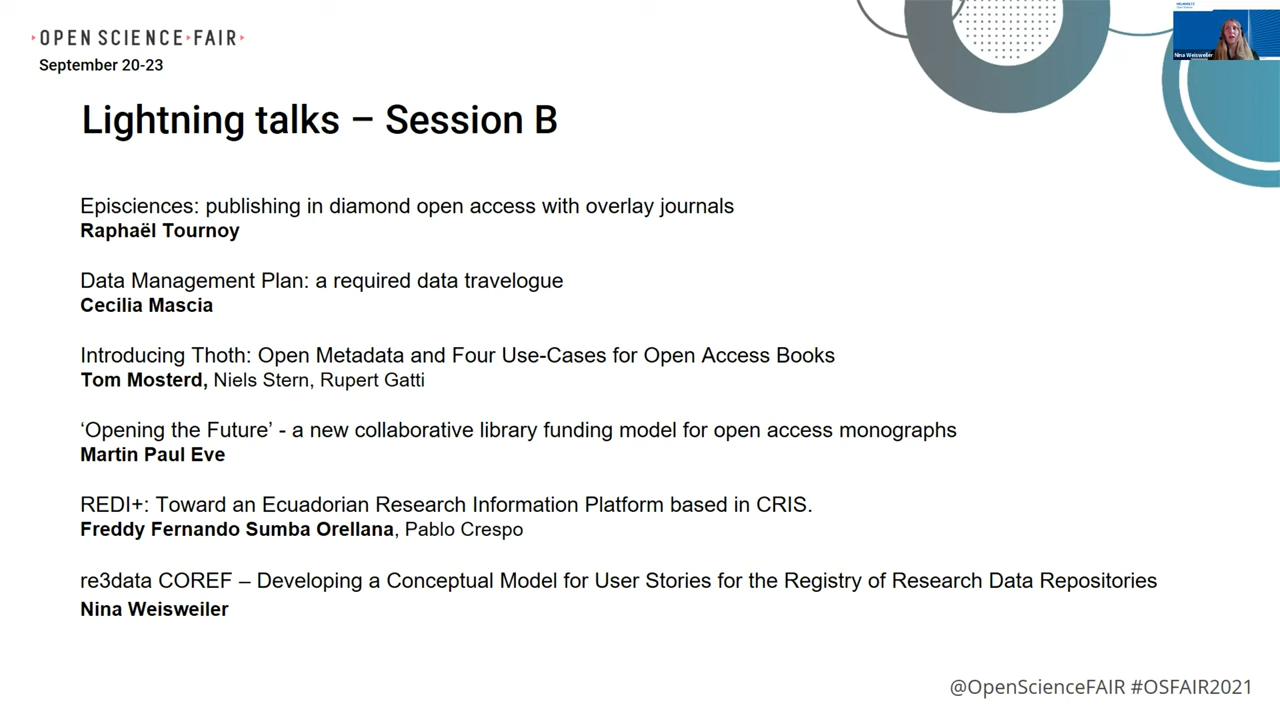 OPEN SCIENCE FAIR
September 20-23
Lightning talks – Session B
Episciences: publishing in diamond open access with overlay journals
Raphaël Tournoy
Data Management Plan: a required data travelogue
Cecilia Mascia
Introducing Thoth: Open Metadata and Four Use-Cases for Open Access Books
Tom Mosterd, Niels Stern, Rupert Gatti
‘Opening the Future’ - a new collaborative library funding model for open access monographs
Martin Paul Eve
REDI+: Toward an Ecuadorian Research Information Platform based in CRIS.
Freddy Fernando Sumba Orellana, Pablo Crespo
re3data COREF – Developing a Conceptual Model for User Stories for the Registry of Research Data Repositories
Nina Weisweiler
@OpenScienceFAIR #OSFAIR2021
Nina Weisweiler